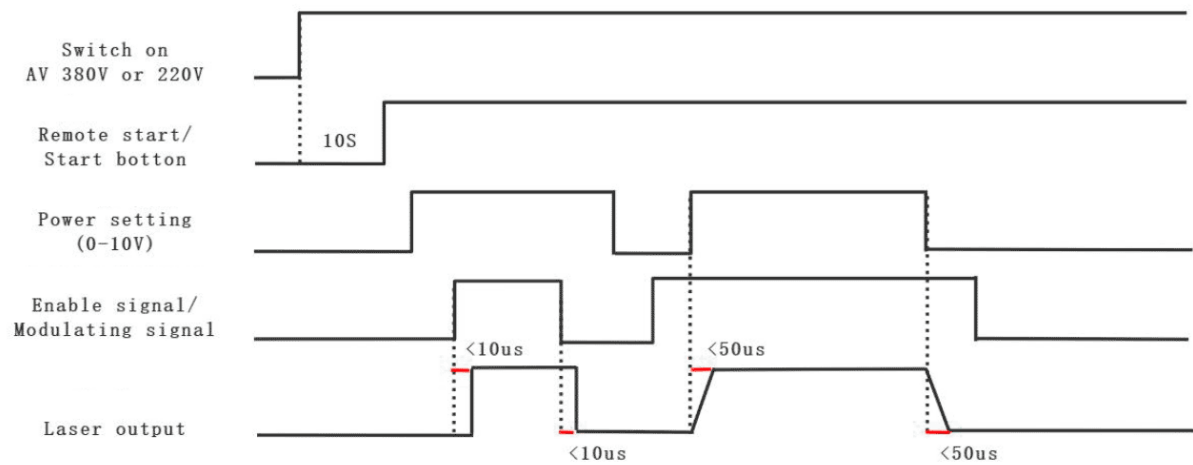 Switch on
AV 380V or 220V
Remote start/
Start botton
10S
Power setting
(0-10V)
Enable signal/
Modulating signal
<10us
<50us
Laser output
<10us
<50us